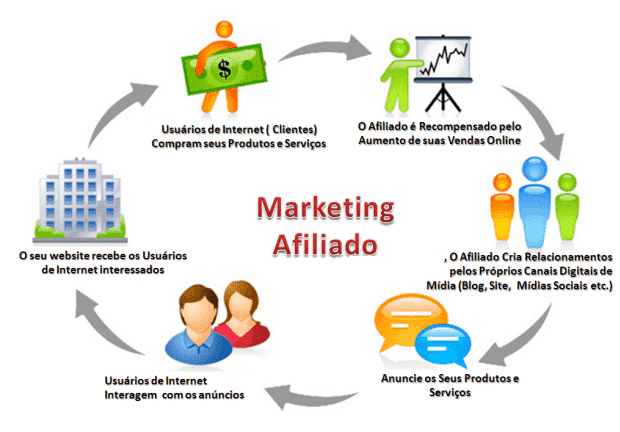 $
Usuários de Internet ( Clientes)
Compram seus Produtos e Serviços
O Afiliado é Recompensado pelo
Aumento de suas Vendas Online
, O Afiliado Cria Relacionamentos
pelos Próprios Canais Digitais de
Mídia (Blog, Site, Mídias Sociais etc.)
Anuncie os Seus Produtos e
Serviços
Usuários de Internet
Interagem com os anúncios
O seu website recebe os Usuários
de Internet interessados
Marketing
Afiliado